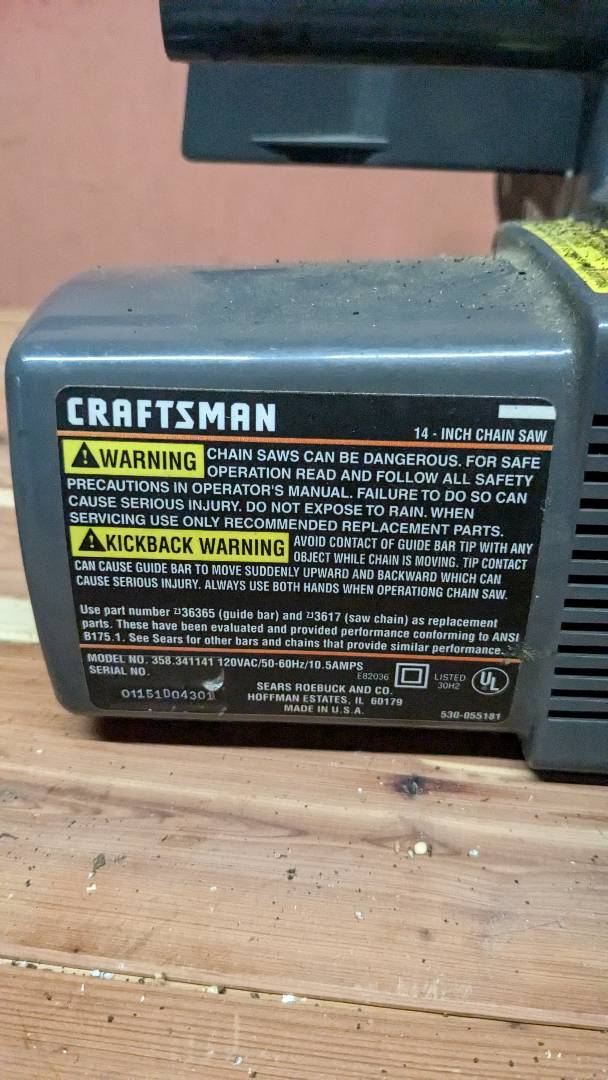 CRAFTSMAN
14 - INCH CHAIN SAW
WARNING CHAIN SAWS CAN BE DANGEROUS. FOR SAFE
OPERATION READ AND FOLLOW ALL SAFETY
PRECAUTIONS IN OPERATOR'S MANUAL. FAILURE TO DO SO CAN
CAUSE SERIOUS INJURY. DO NOT EXPOSE TO RAIN. WHEN
SERVICING USE ONLY RECOMMENDED REPLACEMENT PARTS.
KICKBACK WARNING AVOID CONTACT OF GUIDE BAR TIP WITH ANY
OBJECT WHILE CHAIN IS MOVING. TIP CONTACT
CAN CAUSE GUIDE BAR TO MOVE SUDDENLY UPWARD AND BACKWARD WHICH CAN
CAUSE SERIOUS INJURY. ALWAYS USE BOTH HANDS WHEN OPERATIONG CHAIN SAW.
Use part number 7136365 (guide bar) and 713617 (saw chain) as replacement
parts. These have been evaluated and provided performance conforming to ANSI
B175.1. See Sears for other bars and chains that provide similar performance.
MODEL NO. 358.341141 120VAC/50-60Hz/10.5AMPS
SERIAL NO.
E82036
LISTED
30H2
UL
01151D04301
SEARS ROEBUCK AND CO.
HOFFMAN ESTATES, IL 60179
MADE IN U.S.A.
530-055181